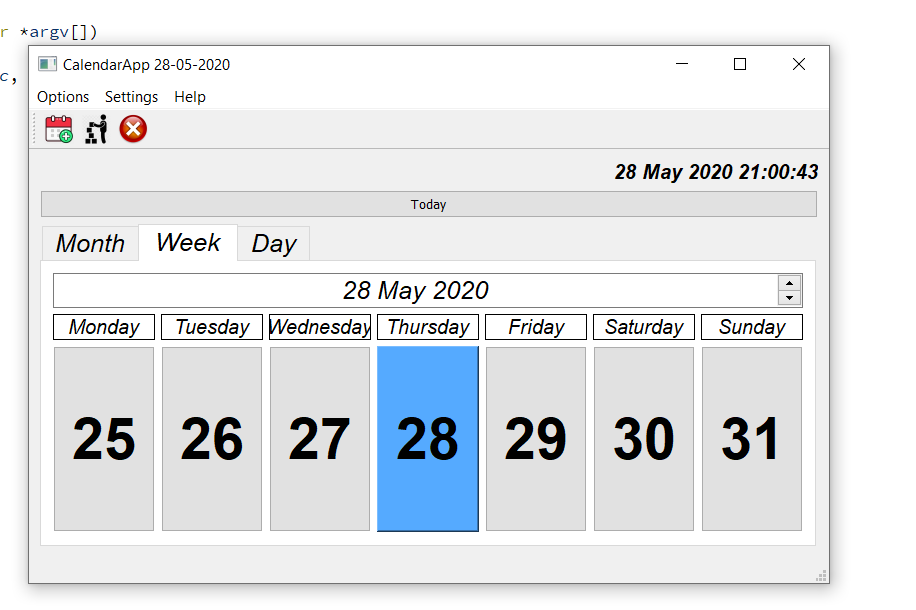 r *argv[])
c,
CalendarApp 28-05-2020
Options Settings Help
28 May 2020 21:00:43
Today
Month Week Day
28 May 2020
Monday Tuesday Wednesday Thursday Friday Saturday Sunday
25 26 27 28 29 30 31